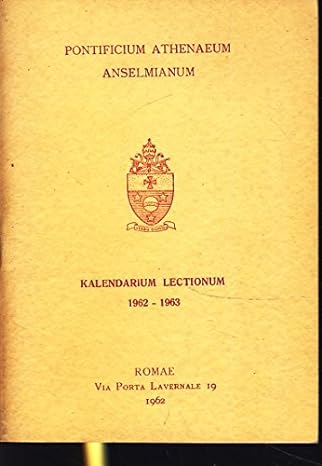 PONTIFICIUM ATHENAEUM
ANSELMIANUM
KALENDARIUM LECTIONUM
1962 - 1963
ROMAE
VIA PORTA LAVERNALE 19
1962